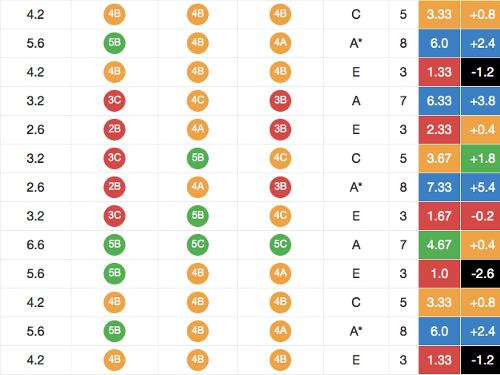 4.2 4B 4B 4B C 5 3.33 +0.8
5.6 5B 4B 4A A* 8 6.0 +2.4
4.2 4B 4B 4B E 3 1.33 -1.2
3.2 3C 4C 3B A 7 6.33 +3.8
2.6 2B 4A 3B E 3 2.33 +0.4
3.2 3C 5B 4C C 5 3.67 +1.8
2.6 2B 4A 3B A* 8 7.33 +5.4
3.2 3C 5B 4C E 3 1.67 -0.2
6.6 5B 5C 5C A 7 4.67 +0.4
5.6 5B 4B 4A E 3 1.0 -2.6
4.2 4B 4B 4B C 5 3.33 +0.8
5.6 5B 4B 4A A* 8 6.0 +2.4
4.2 4B 4B 4B E 3 1.33 -1.2